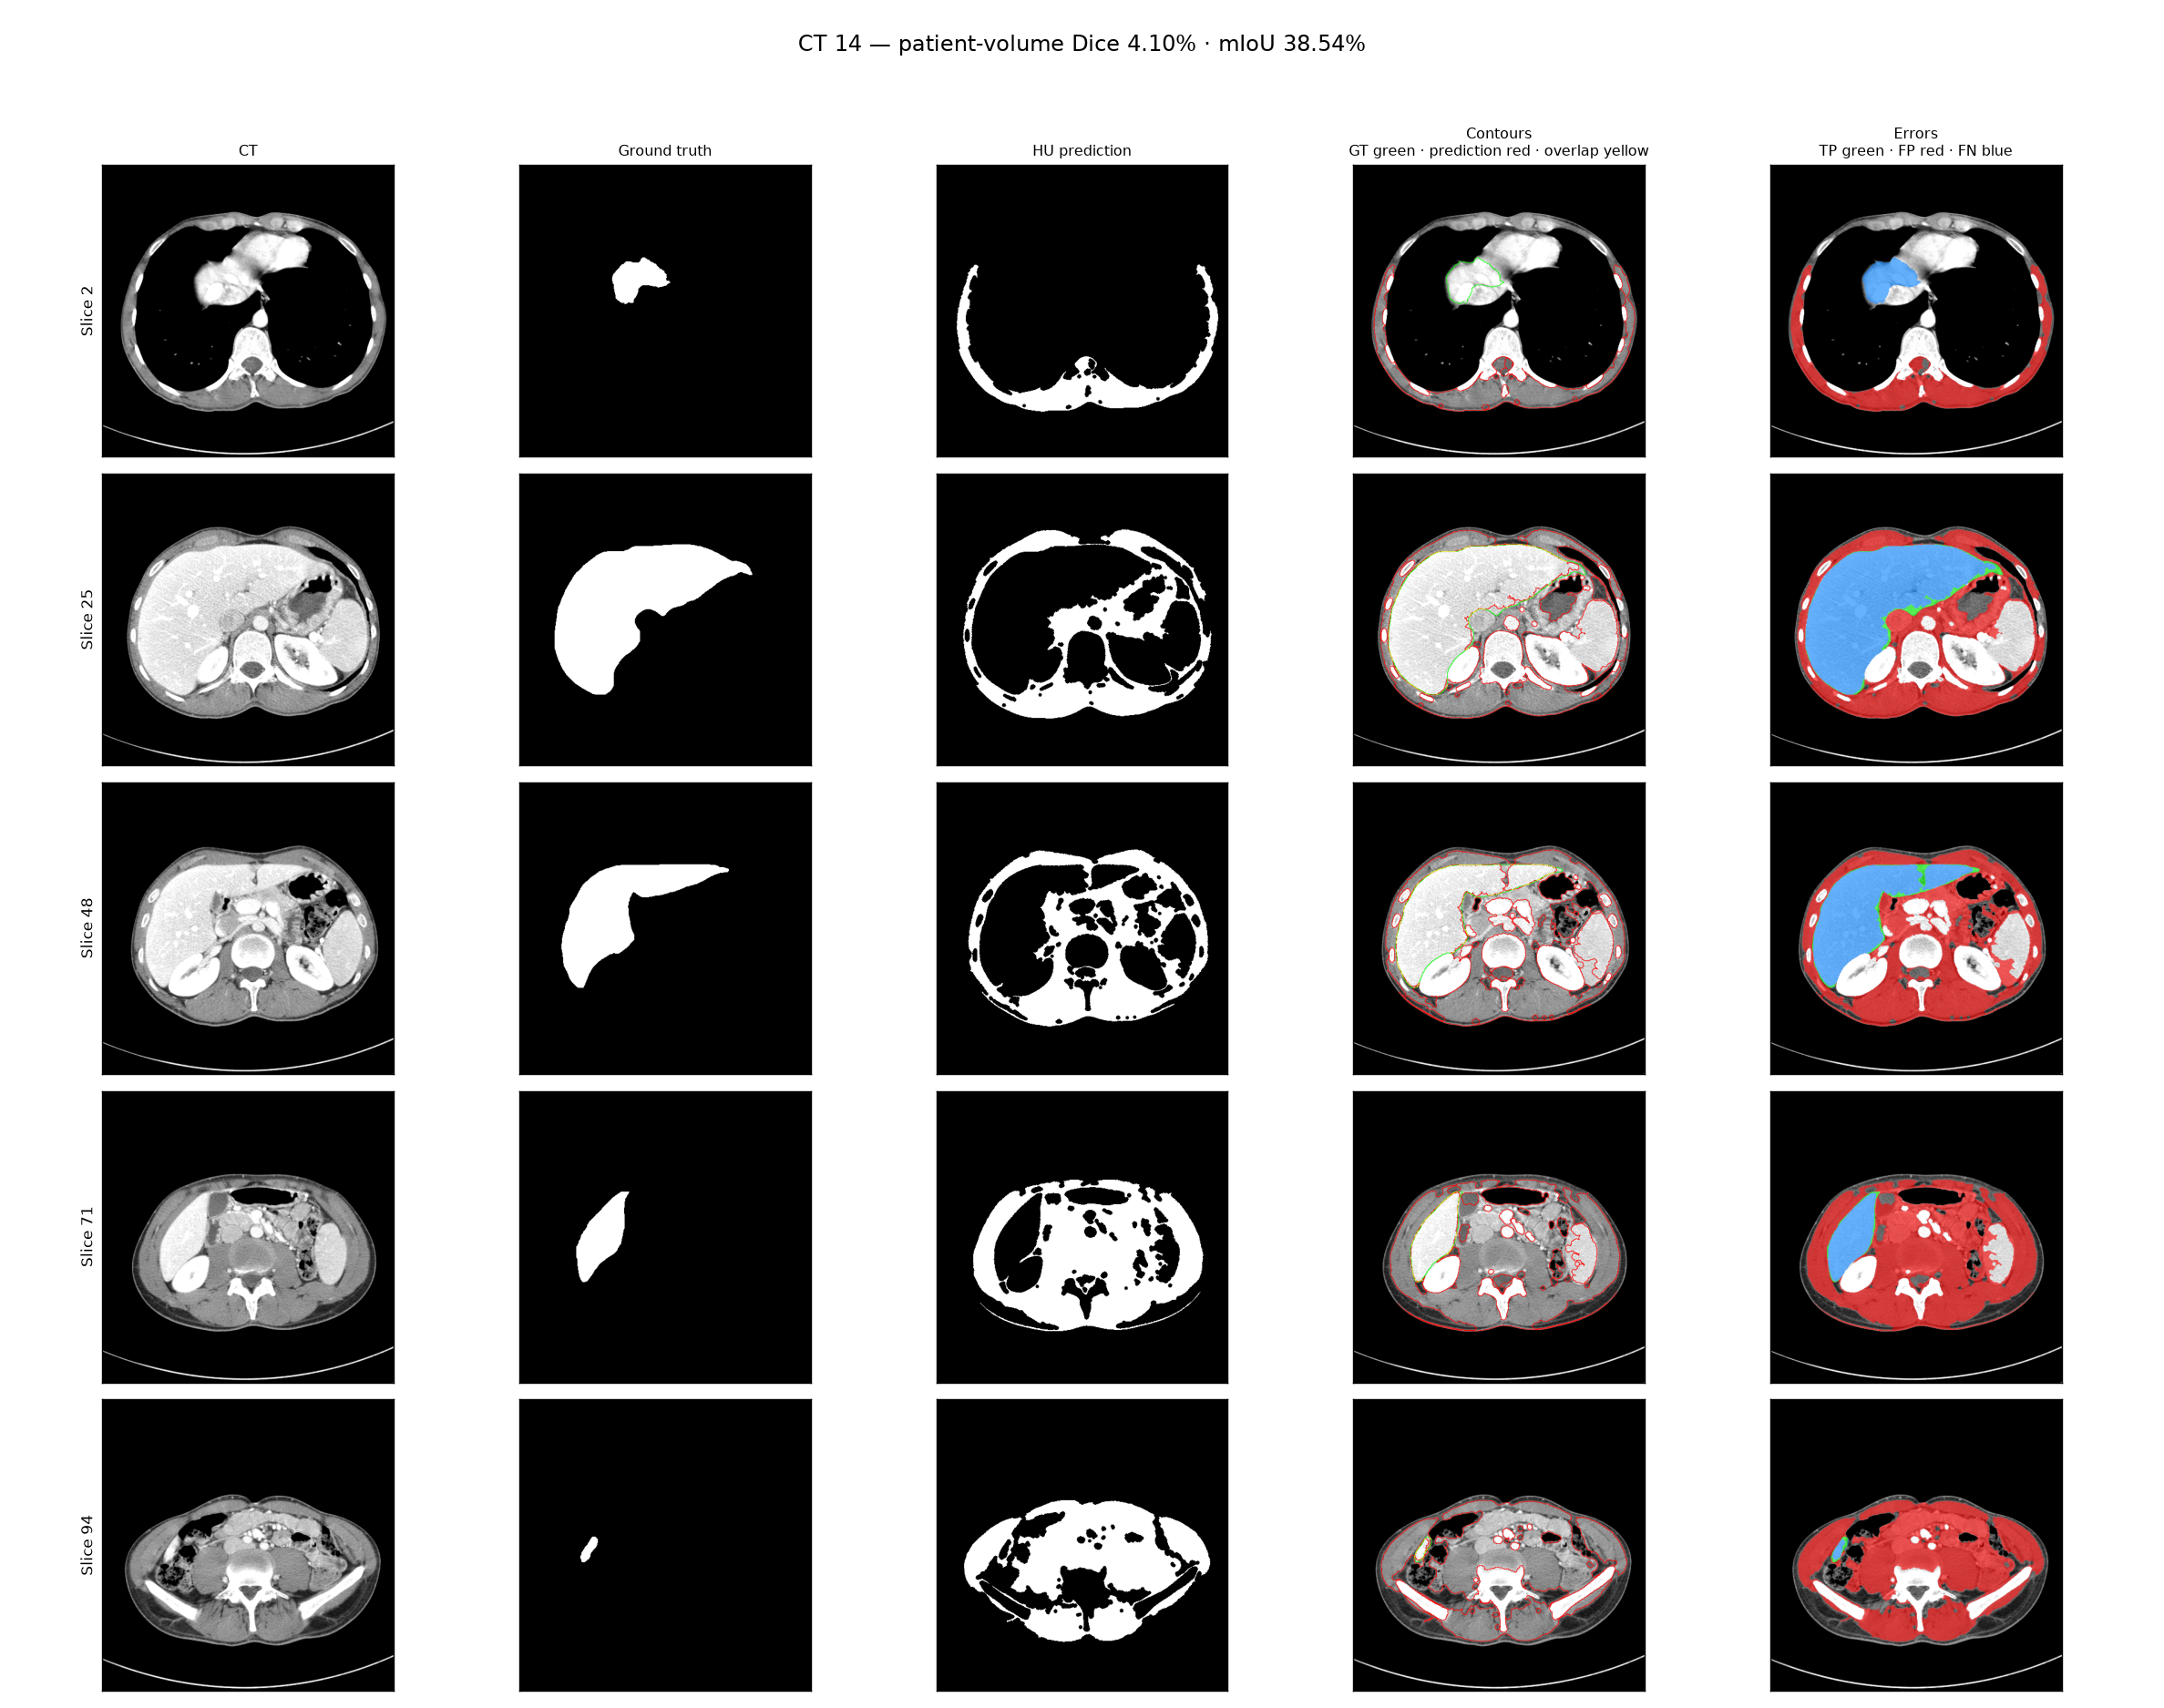 CT 14 — patient-volume Dice 4.10% · mIoU 38.54%
CT
Ground truth
HU prediction
Contours
GT green · prediction red · overlap yellow
Errors
TP green · FP red · FN blue
Slice 2
Slice 25
Slice 48
Slice 71
Slice 94